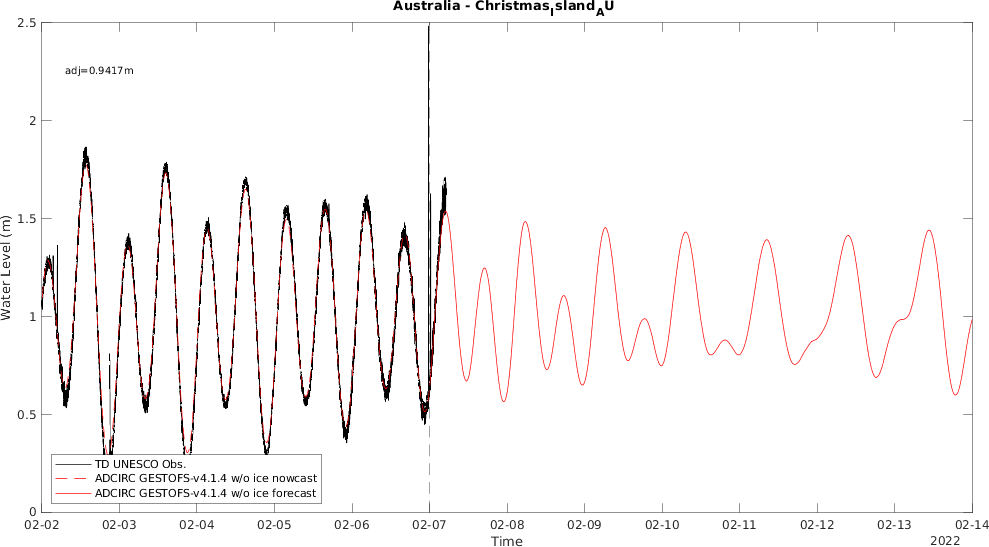 Australia - ChristmasIslandAU
2.5
adj=0.9417m
2
1.5
Water Level (m)
1
0.5
TD UNESCO Obs.
ADCIRC GESTOFS-v4.1.4 w/o ice nowcast
ADCIRC GESTOFS-v4.1.4 w/o ice forecast
0
02-02 02-03 02-04 02-05 02-06 02-07 02-08 02-09 02-10 02-11 02-12 02-13 02-14
Time
2022